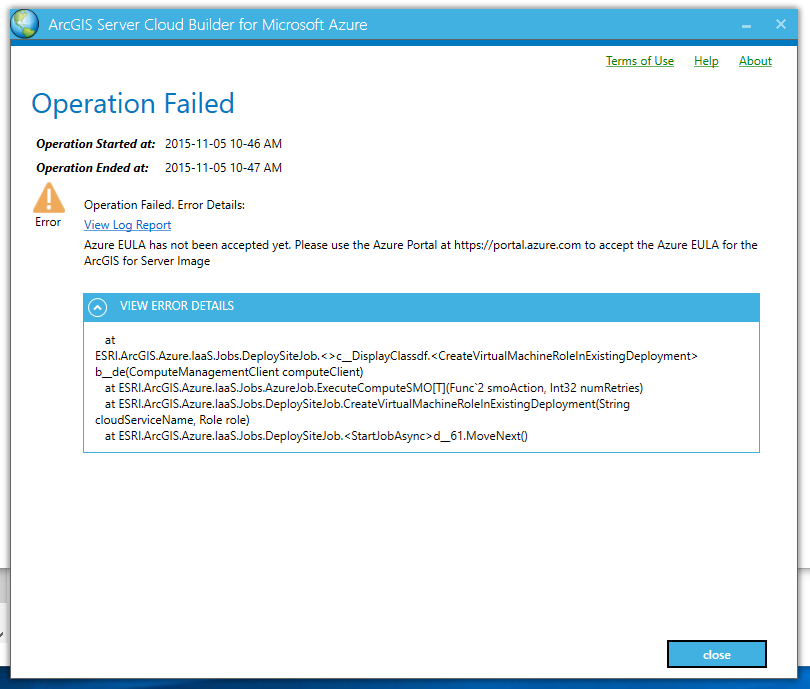 ArcGIS Server Cloud Builder for Microsoft Azure
Terms of Use Help About
Operation Failed
Operation Started at: 2015-11-05 10-46 AM
Operation Ended at: 2015-11-05 10-47 AM
Error
Operation Failed. Error Details:
View Log Report
Azure EULA has not been accepted yet. Please use the Azure Portal at https://portal.azure.com to accept the Azure EULA for the
ArcGIS for Server Image
VIEW ERROR DETAILS
at
ESRI.ArcGIS.Azure.IaaS.Jobs.DeploySiteJob.<>c__DisplayClassdf.<CreateVirtualMachineRoleInExistingDeployment>
b__de(ComputeManagementClient computeClient)
at ESRI.ArcGIS.Azure.IaaS.Jobs.AzureJob.ExecuteComputeSMO[T](Func`2 smoAction, Int32 numRetries)
at ESRI.ArcGIS.Azure.IaaS.Jobs.DeploySiteJob.CreateVirtualMachineRoleInExistingDeployment(String
cloudServiceName, Role role)
at ESRI.ArcGIS.Azure.IaaS.Jobs.DeploySiteJob.<StartJobAsync>d__61.MoveNext()
close